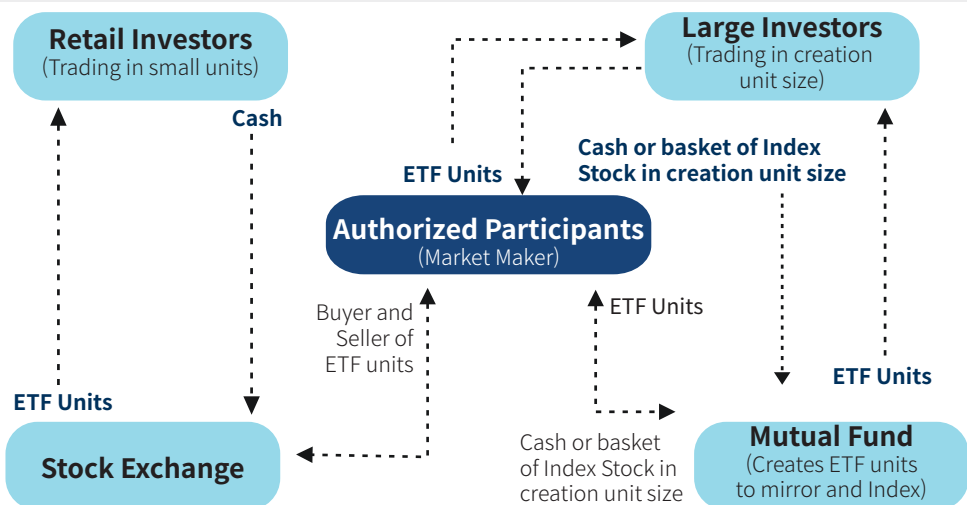 Retail Investors
(Trading in small units)
Large Investors
(Trading in creation
unit size)
Cash
ETF Units
Cash or basket of Index
Stock in creation unit size
Authorized Participants
(Market Maker)
Buyer and
Seller of
ETF units
ETF Units
ETF Units
ETF Units
Stock Exchange
Cash or basket
of Index Stock in
creation unit size
Mutual Fund
(Creates ETF units
to mirror and Index)